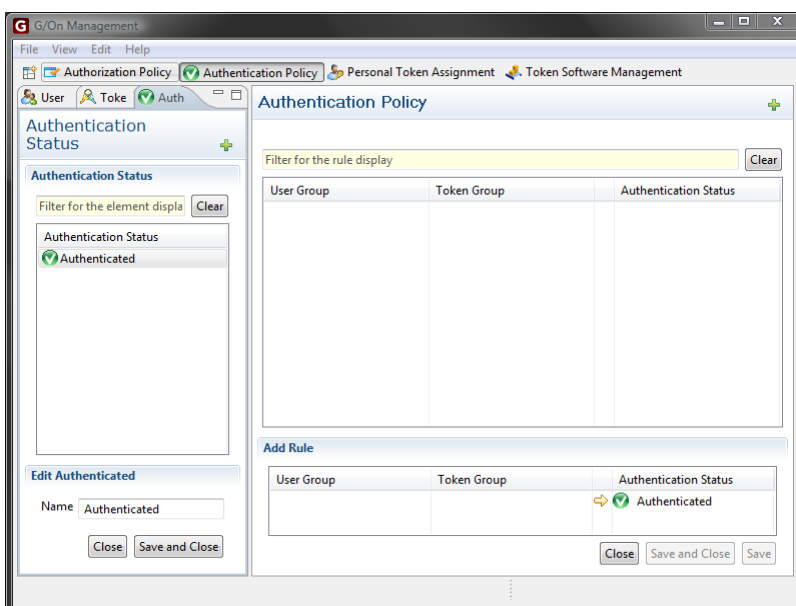 G G/On Management
File View Edit Help
Authorization Policy Authentication Policy Personal Token Assignment Token Software Management
User Toke Auth
Authentication
Status
Authentication Status
Filter for the element displa Clear
Authentication Status
Authenticated
Edit Authenticated
Name Authenticated
Close Save and Close
Authentication Policy
Filter for the rule display Clear
User Group Token Group Authentication Status
Add Rule
User Group Token Group Authentication Status
Authenticated
Close Save and Close Save